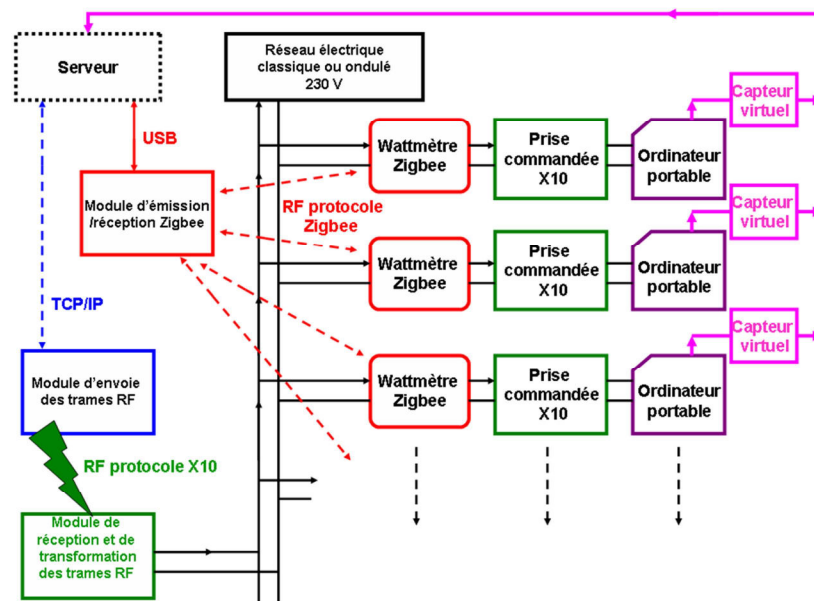 Serveur
Réseau électrique
classique ou ondulé
230 V
Capteur
virtuel
USB
Wattmètre
Zigbee
Prise
commandée
X10
Ordinateur
portable
Module d'émission
/réception Zigbee
RF protocole
Zigbee
Capteur
virtuel
Wattmètre
Zigbee
Prise
commandée
X10
Ordinateur
portable
TCP/IP
Capteur
virtuel
Module d'envoie
des trames RF
Wattmètre
Zigbee
Prise
commandée
X10
Ordinateur
portable
RF protocole X10
Module de
réception et de
transformation
des trames RF